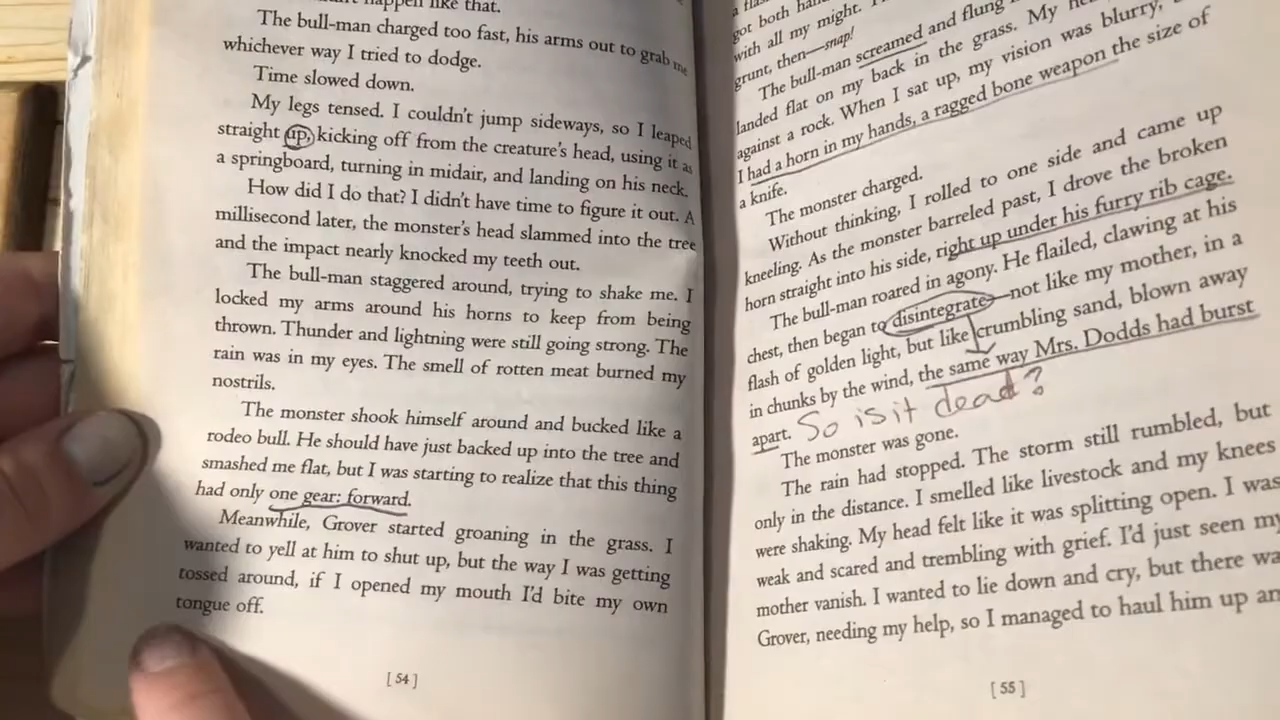 happen like that.
The bull-man charged too fast, his arms out to grab me
whichever way I tried to dodge.
Time slowed down.
My legs tensed. I couldn't jump sideways, so I leaped
straight up, kicking off from the creature's head, using it as
a springboard, turning in midair, and landing on his neck.
How did I do that? I didn't have time to figure it out. A
millisecond later, the monster's head slammed into the tree
and the impact nearly knocked my teeth out.
The bull-man staggered around, trying to shake me. I
locked my arms around his horns to keep from being
thrown. Thunder and lightning were still going strong. The
rain was in my eyes. The smell of rotten meat burned my
nostrils.
The monster shook himself around and bucked like a
rodeo bull. He should have just backed up into the tree and
smashed me flat, but I was starting to realize that this thing
had only one gear: forward.
Meanwhile, Grover started groaning in the grass. I
wanted to yell at him to shut up, but the way I was getting
tossed around, if I opened my mouth I'd bite my own
tongue off.
[ 54 ]
got both
with all my might.
grunt, then—snap!
The bull-man screamed and flung
landed flat on my back in the grass. My
against a rock. When I sat up, my vision was blurry,
I had a horn in my hands, a ragged bone weapon the size of
a knife.
The monster charged.
Without thinking, I rolled to one side and came up
kneeling. As the monster barreled past, I drove the broken
horn straight into his side, right up under his furry rib cage.
The bull-man roared in agony. He flailed, clawing at his
chest, then began to disintegrate—not like my mother, in a
flash of golden light, but like crumbling sand, blown away
in chunks by the wind, the same way Mrs. Dodds had burst
apart. So is it dead?
The monster was gone.
The rain had stopped. The storm still rumbled, but
only in the distance. I smelled like livestock and my knees
were shaking. My head felt like it was splitting open. I was
weak and scared and trembling with grief. I'd just seen my
mother vanish. I wanted to lie down and cry, but there
Grover, needing my help, so I managed to haul him up
[ 55 ]